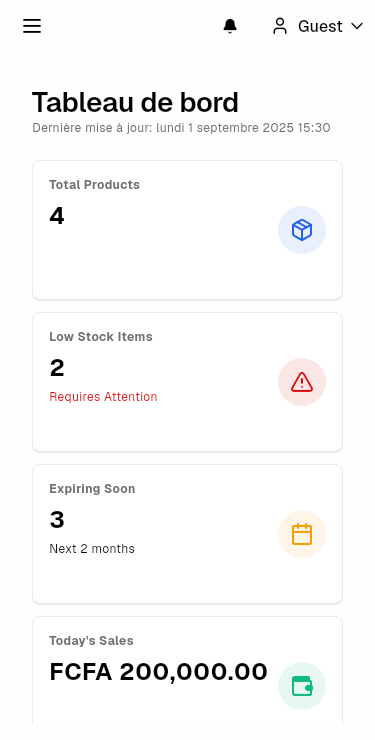 Guest
Tableau de bord
Dernière mise à jour: lundi 1 septembre 2025 15:30
Total Products
4
Low Stock Items
2
Requires Attention
Expiring Soon
3
Next 2 months
Today's Sales
FCFA 200,000.00